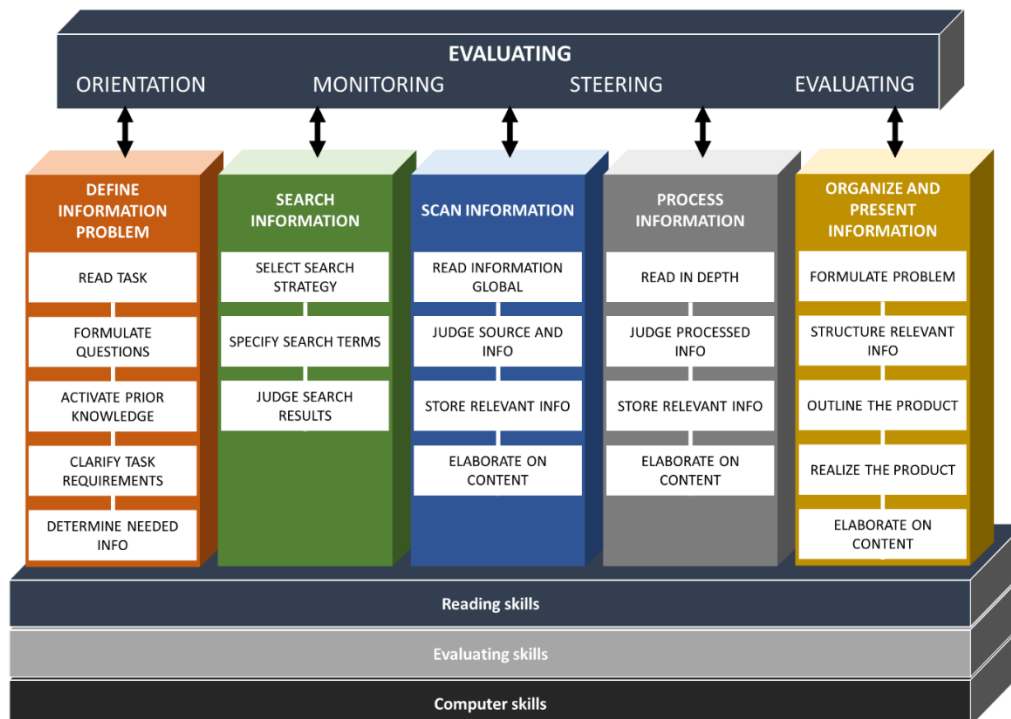 EVALUATING
ORIENTATION MONITORING STEERING EVALUATING
DEFINE
INFORMATION
PROBLEM
READ TASK
FORMULATE
QUESTIONS
ACTIVATE PRIOR
KNOWLEDGE
CLARIFY TASK
REQUIREMENTS
DETERMINE NEEDED
INFO
SEARCH
INFORMATION
SELECT SEARCH
STRATEGY
SPECIFY SEARCH TERMS
JUDGE SEARCH
RESULTS
SCAN INFORMATION
READ INFORMATION
GLOBAL
JUDGE SOURCE AND
INFO
STORE RELEVANT INFO
ELABORATE ON
CONTENT
PROCESS
INFORMATION
READ IN DEPTH
JUDGE PROCESSED
INFO
STORE RELEVANT INFO
ELABORATE ON
CONTENT
ORGANIZE AND
PRESENT
INFORMATION
FORMULATE PROBLEM
STRUCTURE RELEVANT
INFO
OUTLINE THE PRODUCT
REALIZE THE PRODUCT
ELABORATE ON
CONTENT
Reading skills
Evaluating skills
Computer skills